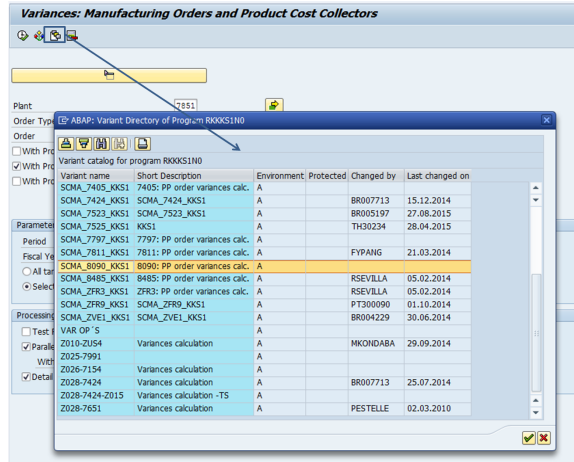 Variances: Manufacturing Orders and Product Cost Collectors
Plant 7851
Order Type
Order
With Pro
With Pro
With Pro
Parameter
Period
Fiscal Ye
All tar
Select
Processing
Test R
Paralle
With
Detail
ABAP: Variant Directory of Program RKKKS1N0
Variant catalog for program RKKKS1N0
Variant name Short Description Environment Protected Changed by Last changed on
SCMA_7405_KKS1 7405: PP order variances calc. A
SCMA_7424_KKS1 SCMA_7424_KKS1 A BR007713 15.12.2014
SCMA_7523_KKS1 SCMA_7523_KKS1 A BR005197 27.08.2015
SCMA_7525_KKS1 KKS1 A TH30234 28.04.2015
SCMA_7797_KKS1 7797: PP order variances calc. A
SCMA_7811_KKS1 7811: PP order variances calc. A FYPANG 21.03.2014
SCMA_8090_KKS1 8090: PP order variances calc. A
SCMA_8485_KKS1 8485: PP order variances calc. A RSEVILLA 05.02.2014
SCMA_ZFR3_KKS1 ZFR3: PP order variances calc. A RSEVILLA 05.02.2014
SCMA_ZFR9_KKS1 SCMA_ZFR9_KKS1 A PT300090 01.10.2014
SCMA_ZVE1_KKS1 SCMA_ZVE1_KKS1 A BR004229 30.06.2014
VAR OP´S A
Z010-ZUS4 Variances calculation A MKONDABA 29.09.2014
Z025-7991 A
Z026-7154 Variances calculation A
Z028-7424 Variances calculation A BR007713 25.07.2014
Z028-7424-Z015 Variances calculation -TS A
Z028-7651 Variances calculation A PESTELLE 02.03.2010